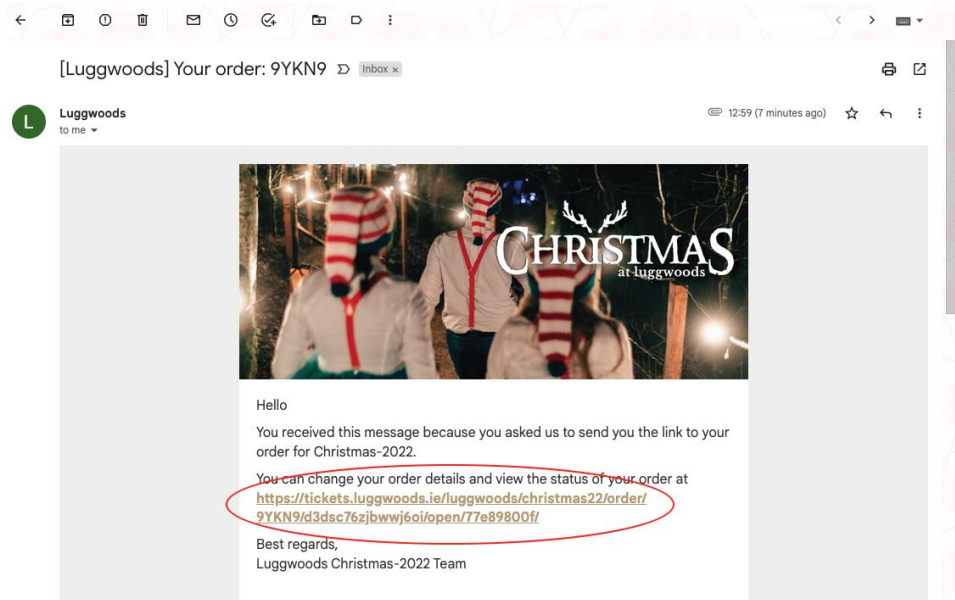 [Luggwoods] Your order: 9YKN9 Inbox ×
L
Luggwoods
12:59 (7 minutes ago)
to me
CHRISTMAS
at luggwoods
Hello
You received this message because you asked us to send you the link to your
order for Christmas-2022.
You can change your order details and view the status of your order at
https://tickets.luggwoods.ie/luggwoods/christmas22/order/
9YKN9/d3dsc76zjbwwj6oi/open/77e89800f/
Best regards,
Luggwoods Christmas-2022 Team